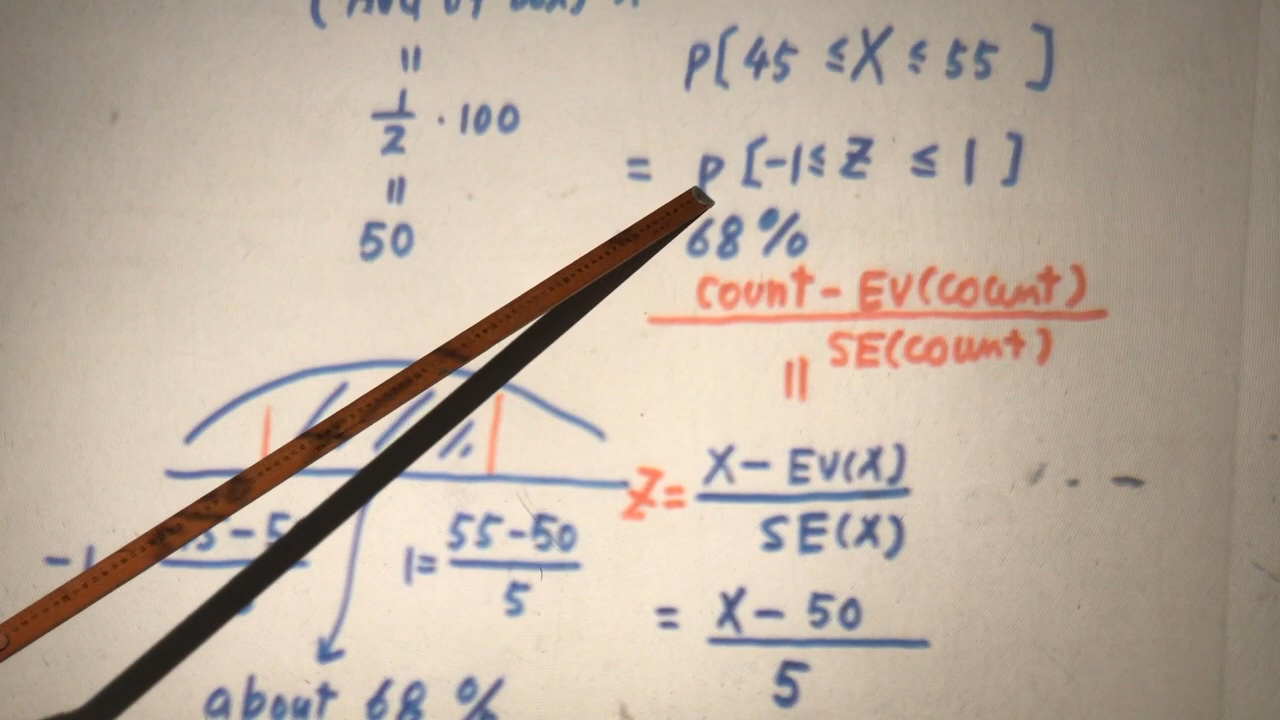 =
1/2 · 100
=
50
P[45 ≤ X ≤ 55 ]
= P[-1 ≤ Z ≤ 1 ]
68%
count - EV(count)
SE(count)
=
Z = X - EV(X)
SE(X)
= X - 50
5
-1
1 = 55-50
5
about 68 %